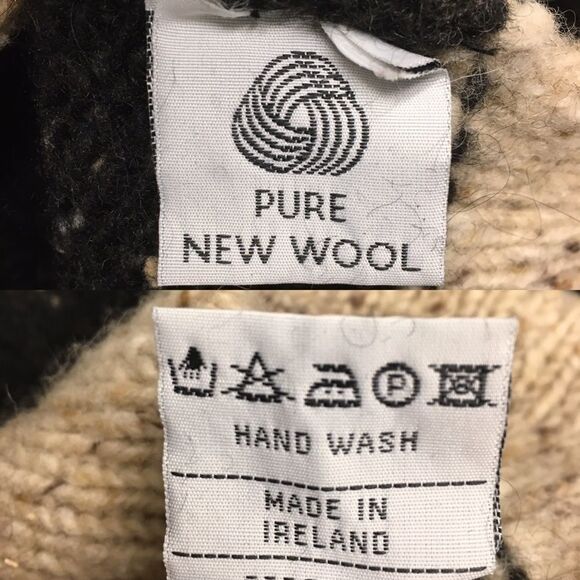 PURE
NEW WOOL
P
HAND WASH
MADE IN
IRELAND